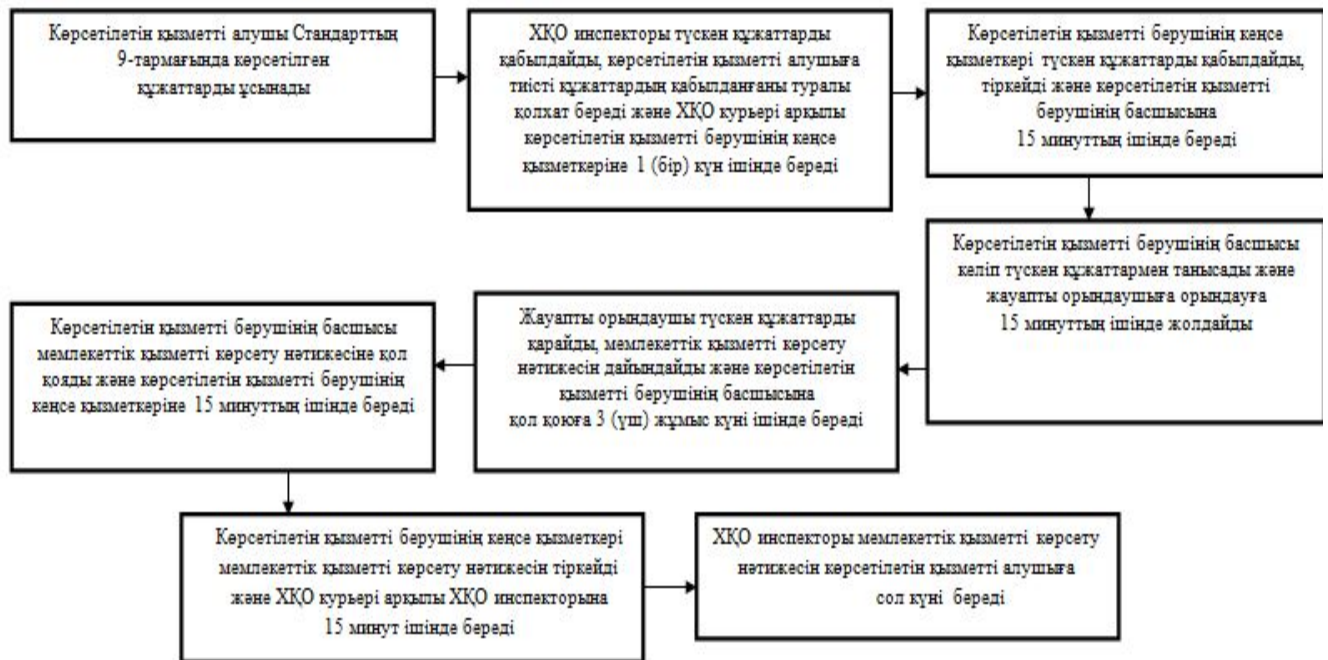 Көрсетілетін қызметті алушы Стандарттың
9-тармағында көрсетілген
құжаттарды ұсынады
ХҚО инспекторы түскен құжаттарды
қабылдайды, көрсетілетін қызметті алушыға
тиісті құжаттардың қабылданғаны туралы
қолхат береді және ХҚО курьері арқылы
көрсетілетін қызметті берушінің кеңсе
қызметкеріне 1 (бір) күн ішінде береді
Көрсетілетін қызметті берушінің кеңсе
қызметкері түскен құжаттарды қабылдайды,
тіркейді және көрсетілетін қызметті
берушінің басшысына
15 минуттың ішінде береді
Көрсетілетін қызметті берушінің басшысы
келіп түскен құжаттармен танысады және
жауапты орындаушыға орындауға
15 минуттың ішінде жолдайды
Жауапты орындаушы түскен құжаттарды
қарайды, мемлекеттік қызметті көрсету
нәтижесін дайындайды және көрсетілетін
қызметті берушінің басшысына
қол қоюға 3 (үш) жұмыс күні ішінде береді
Көрсетілетін қызметті берушінің басшысы
мемлекеттік қызметті көрсету нәтижесіне қол
қояды және көрсетілетін қызметті берушінің
кеңсе қызметкеріне 15 минуттың ішінде береді
Көрсетілетін қызметті берушінің кеңсе қызметкері
мемлекеттік қызметті көрсету нәтижесін тіркейді
және ХҚО курьері арқылы ХҚО инспекторына
15 минут ішінде береді
ХҚО инспекторы мемлекеттік қызметті көрсету
нәтижесін көрсетілетін қызметті алушыға
сол күні береді